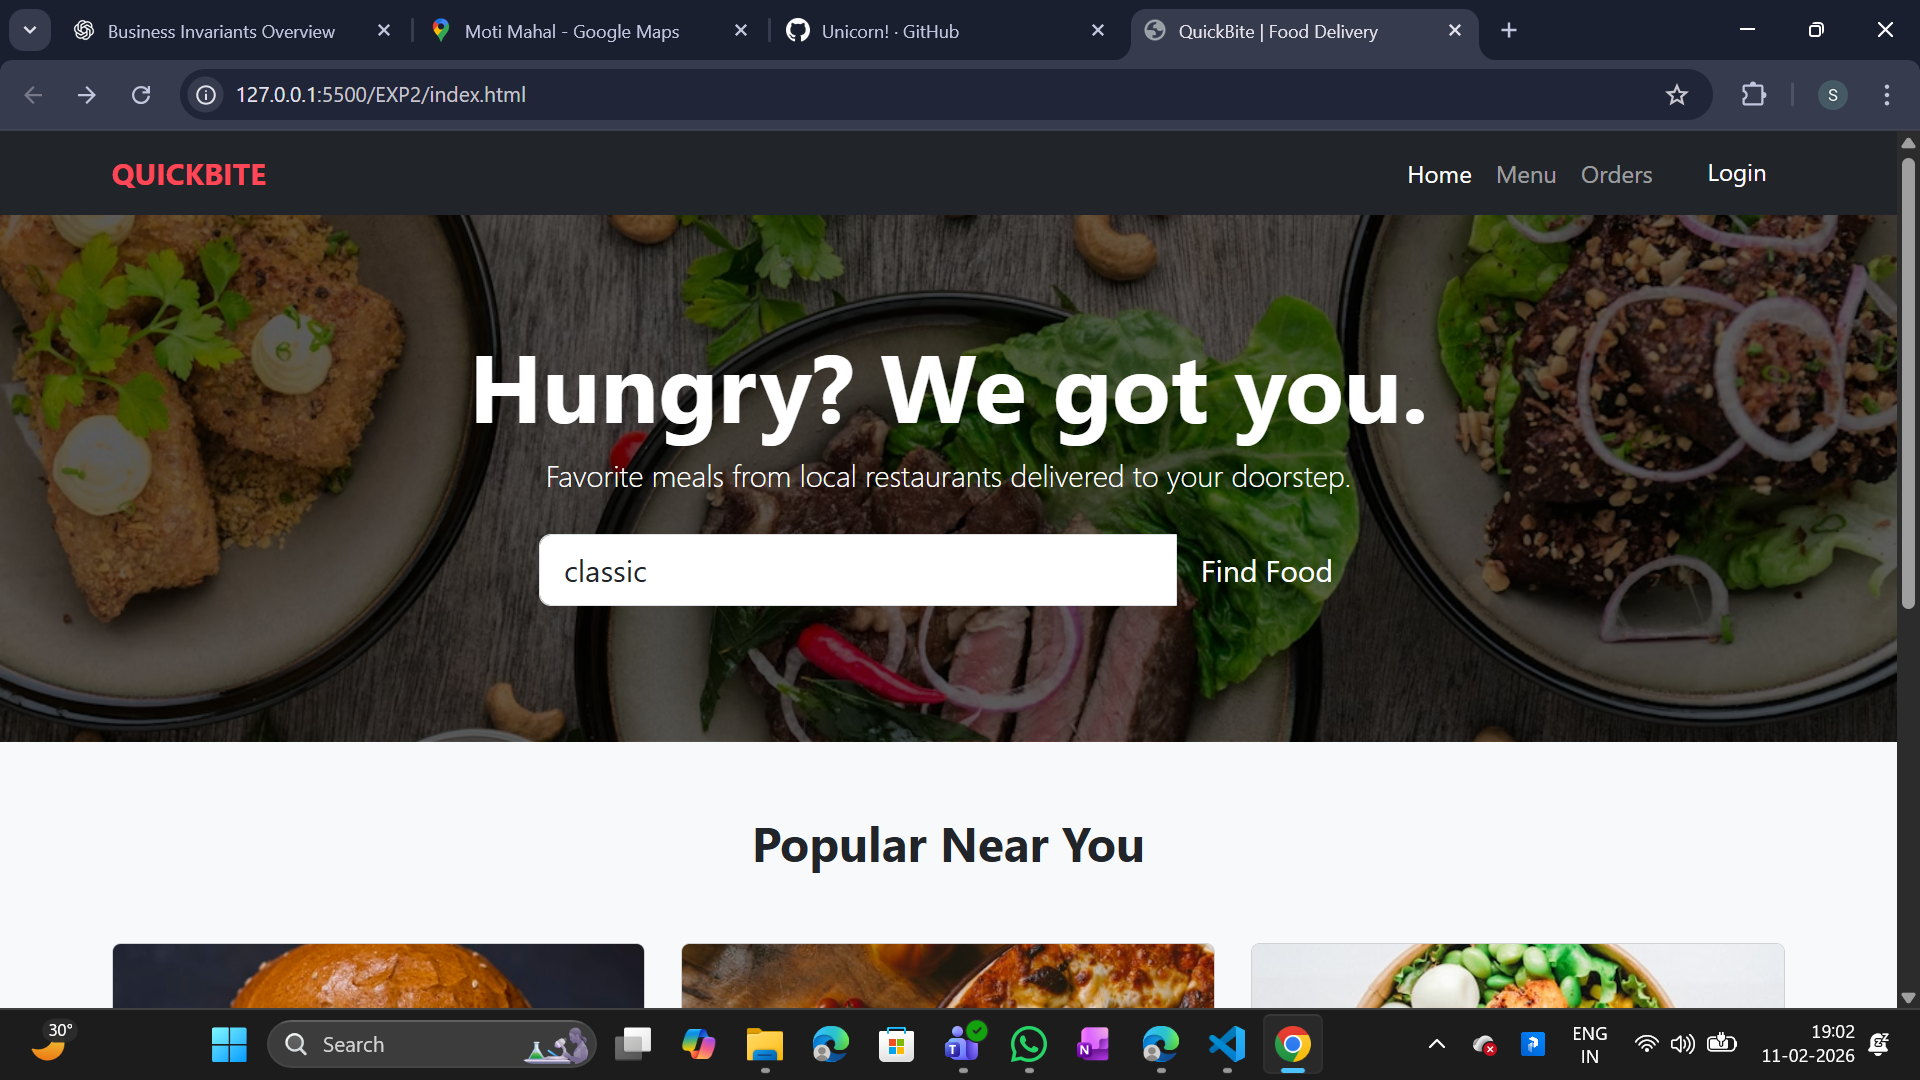 Business Invariants Overview
Moti Mahal - Google Maps
Unicorn! · GitHub
QuickBite | Food Delivery
127.0.0.1:5500/EXP2/index.html
S
QUICKBITE
Home Menu Orders Login
Hungry? We got you.
Favorite meals from local restaurants delivered to your doorstep.
classic
Find Food
Popular Near You
30°
Search
ENG
IN
19:02
11-02-2026